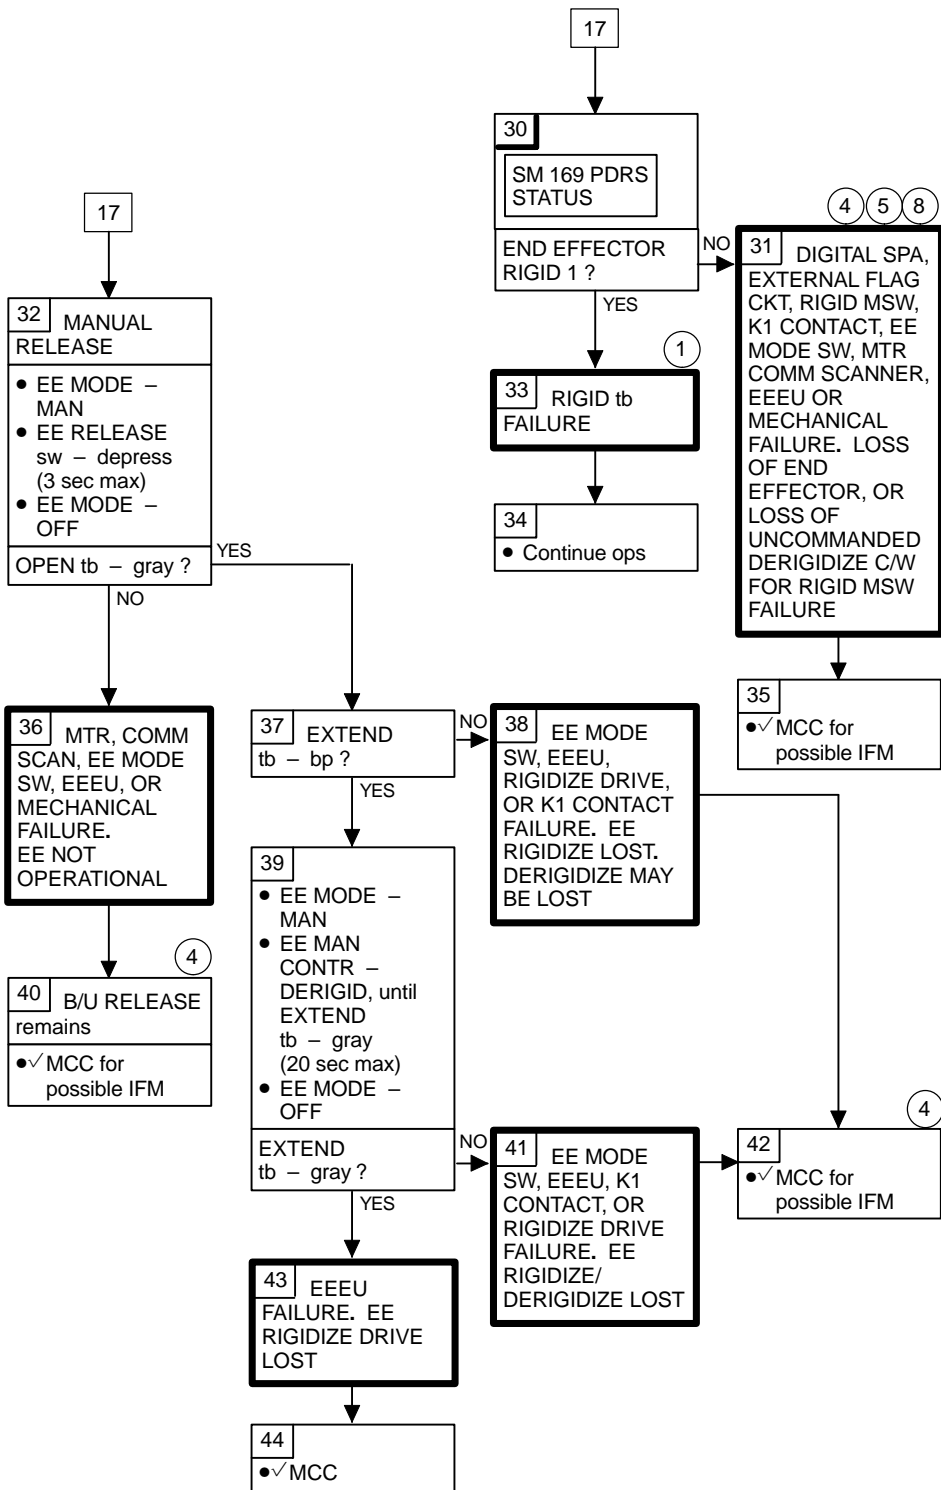 17
30
SM 169 PDRS
STATUS
END EFFECTOR
RIGID 1 ?
NO
YES
4 5 8
31 DIGITAL SPA,
EXTERNAL FLAG
CKT, RIGID MSW,
K1 CONTACT, EE
MODE SW, MTR
COMM SCANNER,
EEEU OR
MECHANICAL
FAILURE. LOSS
OF END
EFFECTOR, OR
LOSS OF
UNCOMMANDED
DERIGIDIZE C/W
FOR RIGID MSW
FAILURE
1
33 RIGID tb
FAILURE
34
• Continue ops
35
•√ MCC for
possible IFM
17
32 MANUAL
RELEASE
• EE MODE –
MAN
• EE RELEASE
sw – depress
(3 sec max)
• EE MODE –
OFF
OPEN tb – gray ?
YES
NO
36 MTR, COMM
SCAN, EE MODE
SW, EEEU, OR
MECHANICAL
FAILURE.
EE NOT
OPERATIONAL
4
40 B/U RELEASE
remains
•√ MCC for
possible IFM
37 EXTEND
tb – bp ?
NO
YES
38 EE MODE
SW, EEEU,
RIGIDIZE DRIVE,
OR K1 CONTACT
FAILURE. EE
RIGIDIZE LOST.
DERIGIDIZE MAY
BE LOST
39
• EE MODE –
MAN
• EE MAN
CONTR –
DERIGID, until
EXTEND
tb – gray
(20 sec max)
• EE MODE –
OFF
EXTEND
tb – gray ?
NO
YES
41 EE MODE
SW, EEEU, K1
CONTACT, OR
RIGIDIZE DRIVE
FAILURE. EE
RIGIDIZE/
DERIGIDIZE LOST
4
42
•√ MCC for
possible IFM
43 EEEU
FAILURE. EE
RIGIDIZE DRIVE
LOST
44
•√ MCC